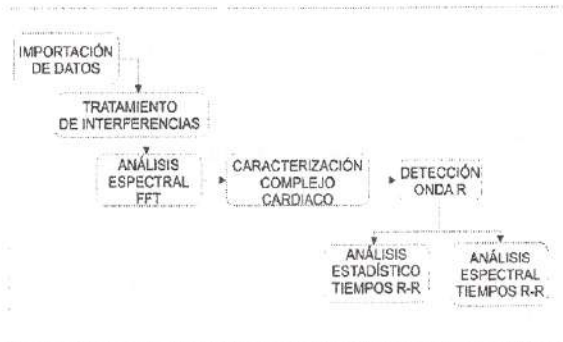 IMPORTACIÓN
DE DATOS
TRATAMIENTO
DE INTERFERENCIAS
ANÁLISIS
ESPECTRAL
FFT
CARACTERIZACIÓN
COMPLEJO
CARDIACO
DETECCIÓN
ONDA R
ANÁLISIS
ESTADÍSTICO
TIEMPOS R-R
ANÁLISIS
ESPECTRAL
TIEMPOS R-R